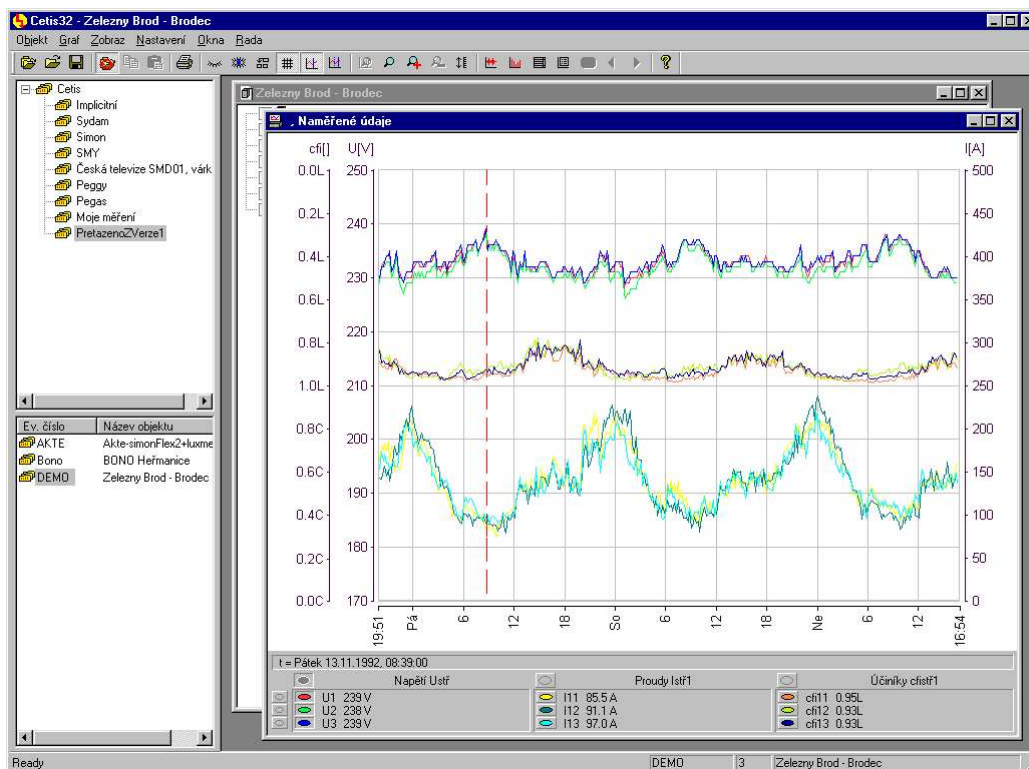 Cetis32 - Zelezny Brod - Brodec
Objekt Graf Zobraz Nastavení Okna Rada
Cetis
Implicitní
Sydam
Simon
SMY
Česká televize SMD01, várk
Peggy
Pegas
Moje měření
PretazenoZVerze1
Ev. číslo Název objektu
AKTE Akte-simonFlex2+luxme
Bono BONO Heřmanice
DEMO Zelezny Brod - Brodec
Zelezny Brod - Brodec
, Naměřené údaje
cfi[] U[V] I[A]
0.0L 250 500
0.2L 240 450
0.4L 230 400
0.6L 220 350
0.8L 210 300
1.0L 200 250
0.8C 190 200
0.6C 180 150
0.4C 170 100
0.2C 50
0.0C 0
19:51 Pá 6 12 18 So 6 12 18 Ne 6 12 16:54
t = Pátek 13.11.1992, 08:39:00
Napětí Ustř Proudy Istř1 Účiníky cfistř1
U1 239 V I11 85.5 A cfi11 0.95L
U2 238 V I12 91.1 A cfi12 0.93L
U3 239 V I13 97.0 A cfi13 0.93L
Ready DEMO 3 Zelezny Brod - Brodec